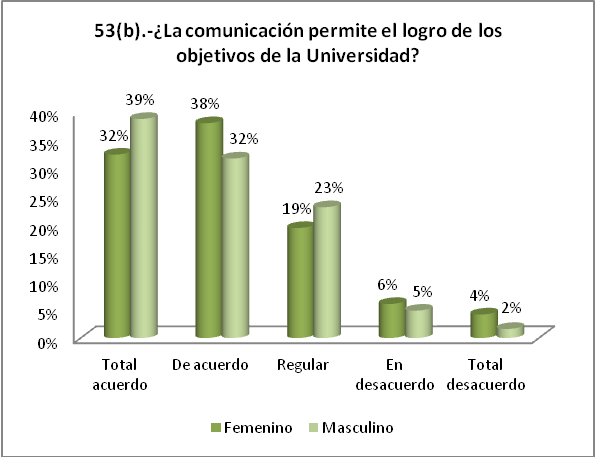 53(b).-¿La comunicación permite el logro de los
objetivos de la Universidad?
40%
35%
30%
25%
20%
15%
10%
5%
0%
32%
39%
38%
32%
19%
23%
6%
5%
4%
2%
Total
acuerdo
De acuerdo
Regular
En
desacuerdo
Total
desacuerdo
Femenino
Masculino